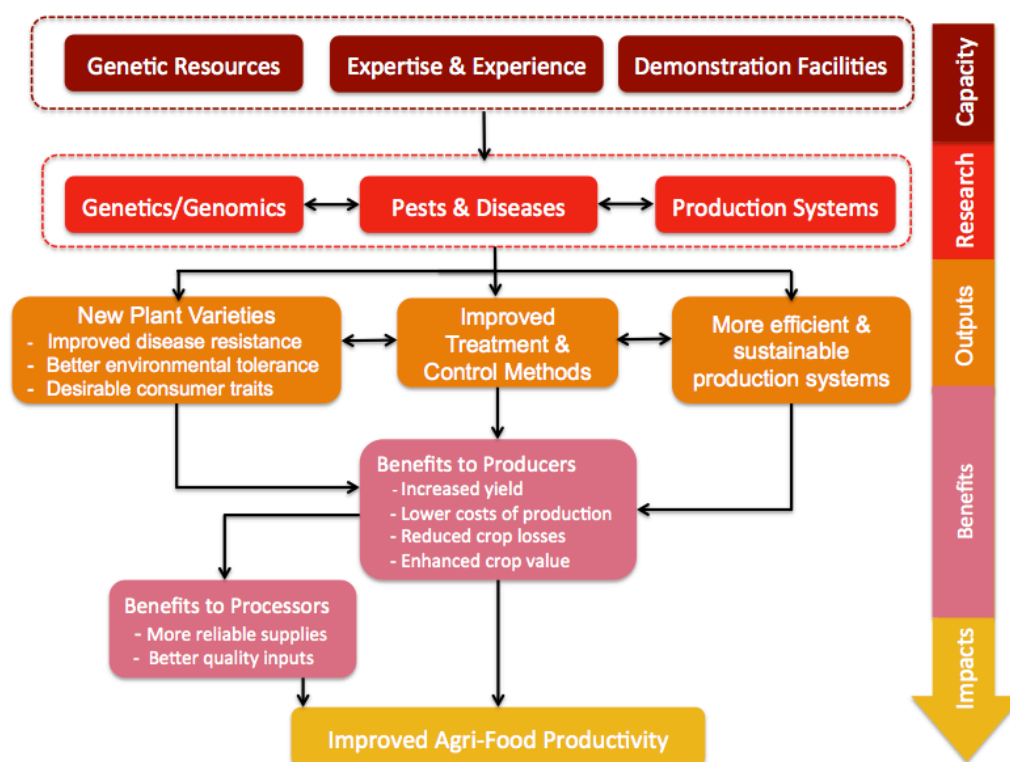 Genetic Resources
Expertise & Experience
Demonstration Facilities
Capacity
Genetics/Genomics
Pests & Diseases
Production Systems
Research
New Plant Varieties
- Improved disease resistance
- Better environmental tolerance
- Desirable consumer traits
Improved
Treatment &
Control Methods
More efficient &
sustainable
production systems
Outputs
Benefits to Producers
- Increased yield
- Lower costs of production
- Reduced crop losses
- Enhanced crop value
Benefits
Benefits to Processors
- More reliable supplies
- Better quality inputs
Impacts
Improved Agri-Food Productivity